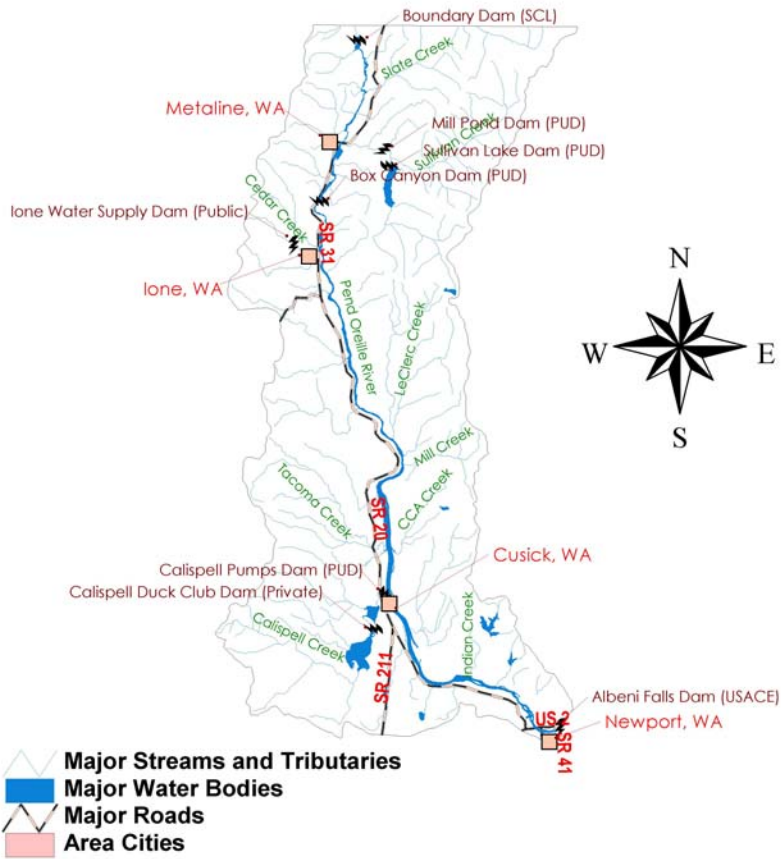 Boundary Dam (SCL)
Slate Creek
Metaline, WA
Mill Pond Dam (PUD)
Sullivan Creek
Sullivan Lake Dam (PUD)
Box Canyon Dam (PUD)
Cedar Creek
Ione Water Supply Dam (Public)
SR 31
Ione, WA
Pend Oreille River
LeClerc Creek
N
W
E
S
Mill Creek
Tacoma Creek
SR 20
CCA Creek
Cusick, WA
Calispell Pumps Dam (PUD)
Calispell Duck Club Dam (Private)
Calispell Creek
SR 211
Indian Creek
Albeni Falls Dam (USACE)
US 2
Newport, WA
SR 41
Major Streams and Tributaries
Major Water Bodies
Major Roads
Area Cities